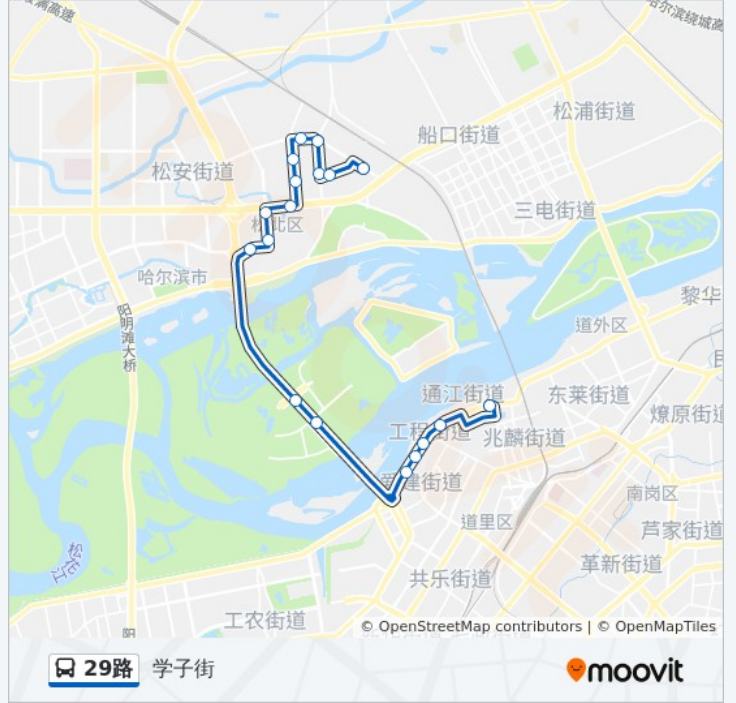 哈尔滨绕城高
松浦街道
船口街道
松安街道
三电街道
松北区
哈尔滨市
黎华
阳明滩大桥
道外区
通江街道
东莱街道
燎原街道
工程街道
兆麟街道
爱建街道
南岗区
道里区
芦家街道
松花江
革新街道
共乐街道
工农街道
阳
© OpenStreetMap contributors | © OpenMapTiles
29路 学子街
moovit